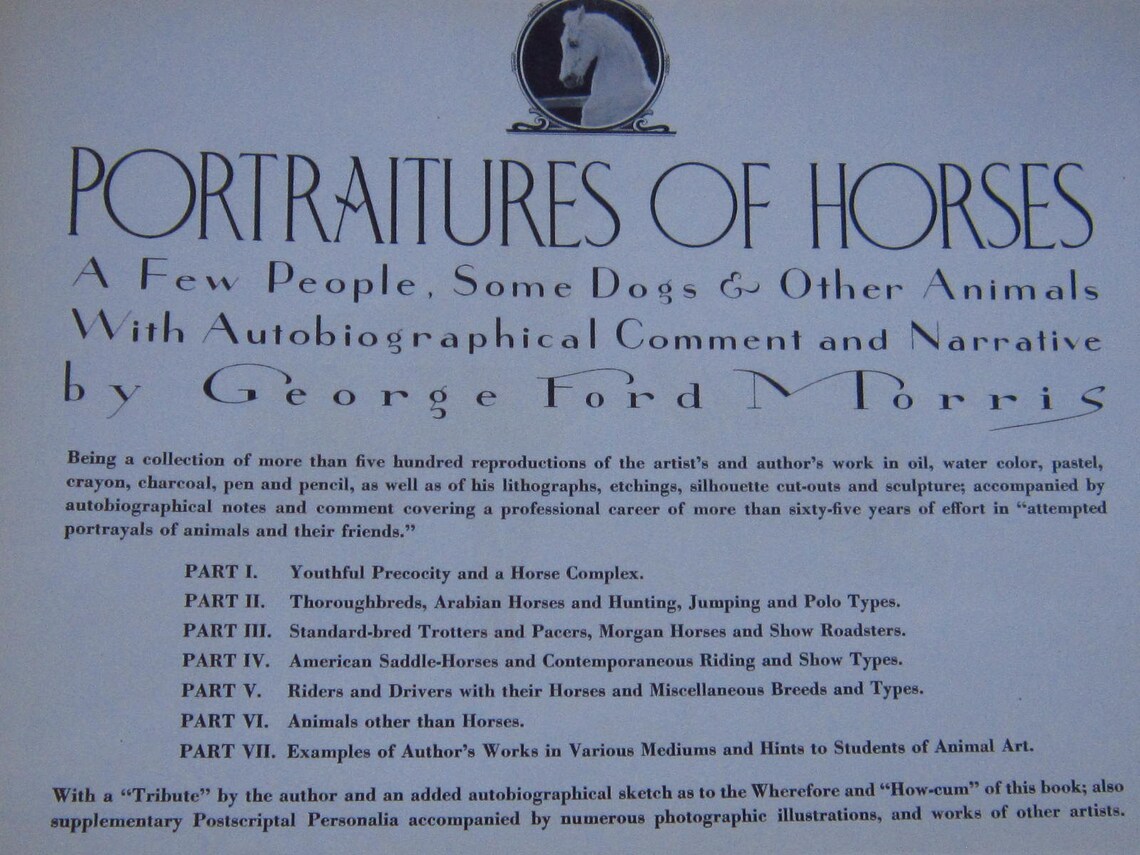 PORTRAITURES OF HORSES
A Few People, Some Dogs & Other Animals
With Autobiographical Comment and Narrative
by George Ford Morris
Being a collection of more than five hundred reproductions of the artist's and author's work in oil, water color, pastel,
crayon, charcoal, pen and pencil, as well as of his lithographs, etchings, silhouette cut-outs and sculpture; accompanied by
autobiographical notes and comment covering a professional career of more than sixty-five years of effort in "attempted
portrayals of animals and their friends."
PART I. Youthful Precocity and a Horse Complex.
PART II. Thoroughbreds, Arabian Horses and Hunting, Jumping and Polo Types.
PART III. Standard-bred Trotters and Pacers, Morgan Horses and Show Roadsters.
PART IV. American Saddle-Horses and Contemporaneous Riding and Show Types.
PART V. Riders and Drivers with their Horses and Miscellaneous Breeds and Types.
PART VI. Animals other than Horses.
PART VII. Examples of Author's Works in Various Mediums and Hints to Students of Animal Art.
With a "Tribute" by the author and an added autobiographical sketch as to the Wherefore and "How-cum" of this book; also
supplementary Postscriptal Personalia accompanied by numerous photographic illustrations, and works of other artists.